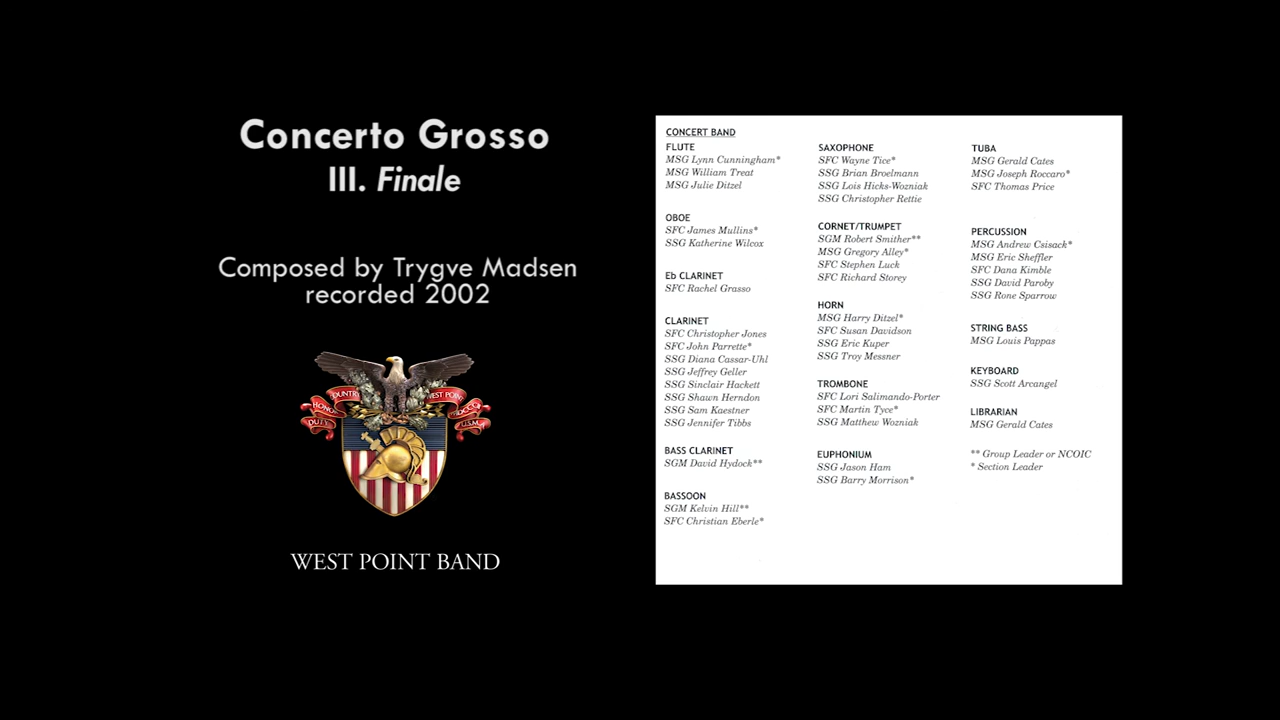 Concerto Grosso
III. Finale
Composed by Trygve Madsen
recorded 2002
DUTY
HONOR
COUNTRY
WEST POINT
MDCCCII
U.S.M.A.
WEST POINT BAND
CONCERT BAND
FLUTE
MSG Lynn Cunningham*
MSG William Treat
MSG Julie Ditzel
OBOE
SFC James Mullins*
SSG Katherine Wilcox
Eb CLARINET
SFC Rachel Grasso
CLARINET
SFC Christopher Jones
SFC John Parrette*
SSG Diana Cassar-Uhl
SSG Jeffrey Geller
SSG Sinclair Hackett
SSG Shawn Herndon
SSG Sam Kaestner
SSG Jennifer Tibbs
BASS CLARINET
SGM David Hydock**
BASSOON
SGM Kelvin Hill**
SFC Christian Eberle*
SAXOPHONE
SFC Wayne Tice*
SSG Brian Broelmann
SSG Lois Hicks-Wozniak
SSG Christopher Rettie
CORNET/TRUMPET
SGM Robert Smither**
MSG Gregory Alley*
SFC Stephen Luck
SFC Richard Storey
HORN
MSG Harry Ditzel*
SFC Susan Davidson
SSG Eric Kuper
SSG Troy Messner
TROMBONE
SFC Lori Salimando-Porter
SFC Martin Tyce*
SSG Matthew Wozniak
EUPHONIUM
SSG Jason Ham
SSG Barry Morrison*
TUBA
MSG Gerald Cates
MSG Joseph Roccaro*
SFC Thomas Price
PERCUSSION
MSG Andrew Csisack*
MSG Eric Sheffler
SFC Dana Kimble
SSG David Paroby
SSG Rone Sparrow
STRING BASS
MSG Louis Pappas
KEYBOARD
SSG Scott Arcangel
LIBRARIAN
MSG Gerald Cates
** Group Leader or NCOIC
* Section Leader